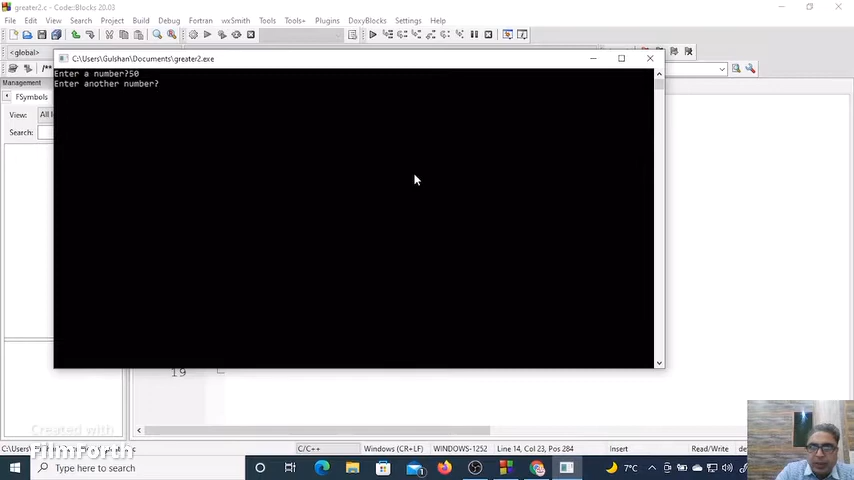 greater2.c - Code::Blocks 20.03
File Edit View Search Project Build Debug Fortran wxSmith Tools Tools+ Plugins DoxyBlocks Settings Help
<global>
/**
C:\Users\Gulshan\Documents\greater2.exe
Management
Enter a number?50
Enter another number?
FSymbols
View:
Search:
19
Created with
FilmForth
C:\Users
C/C++
Windows (CR+LF)
WINDOWS-1252
Line 14, Col 23, Pos 284
Insert
Read/Write
Type here to search
7°C